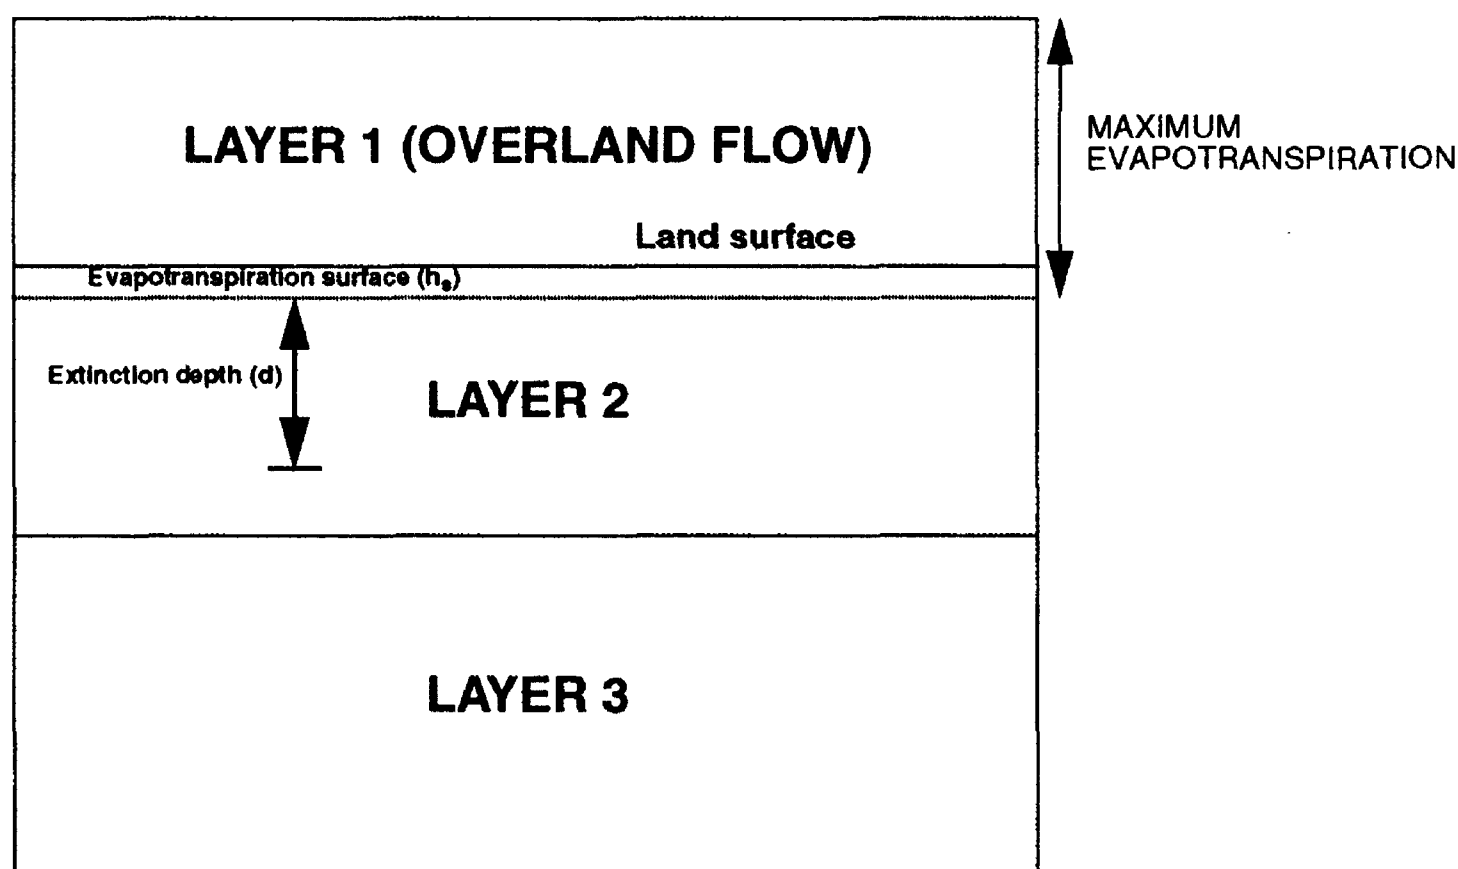 LAYER 1 (OVERLAND FLOW)
MAXIMUM
EVAPOTRANSPIRATION
Land surface
Evapotranspiration surface (hₛ)
Extinction depth (d)
LAYER 2
LAYER 3